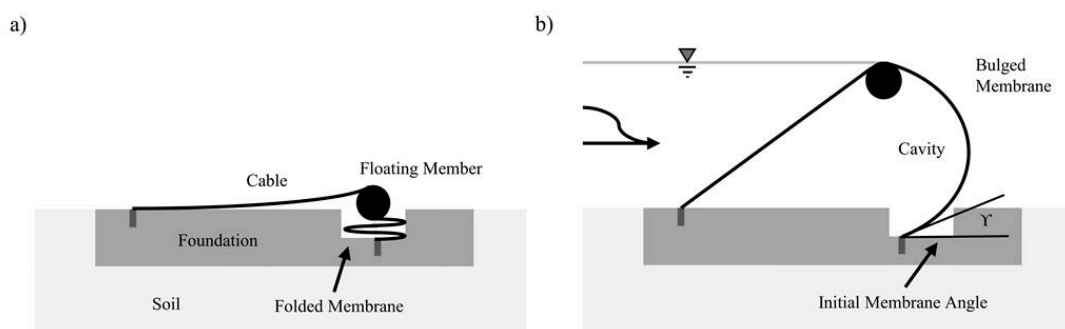 a)
Cable
Floating Member
Foundation
Soil
Folded Membrane
b)
Bulged
Membrane
Cavity
ϒ
Initial Membrane Angle